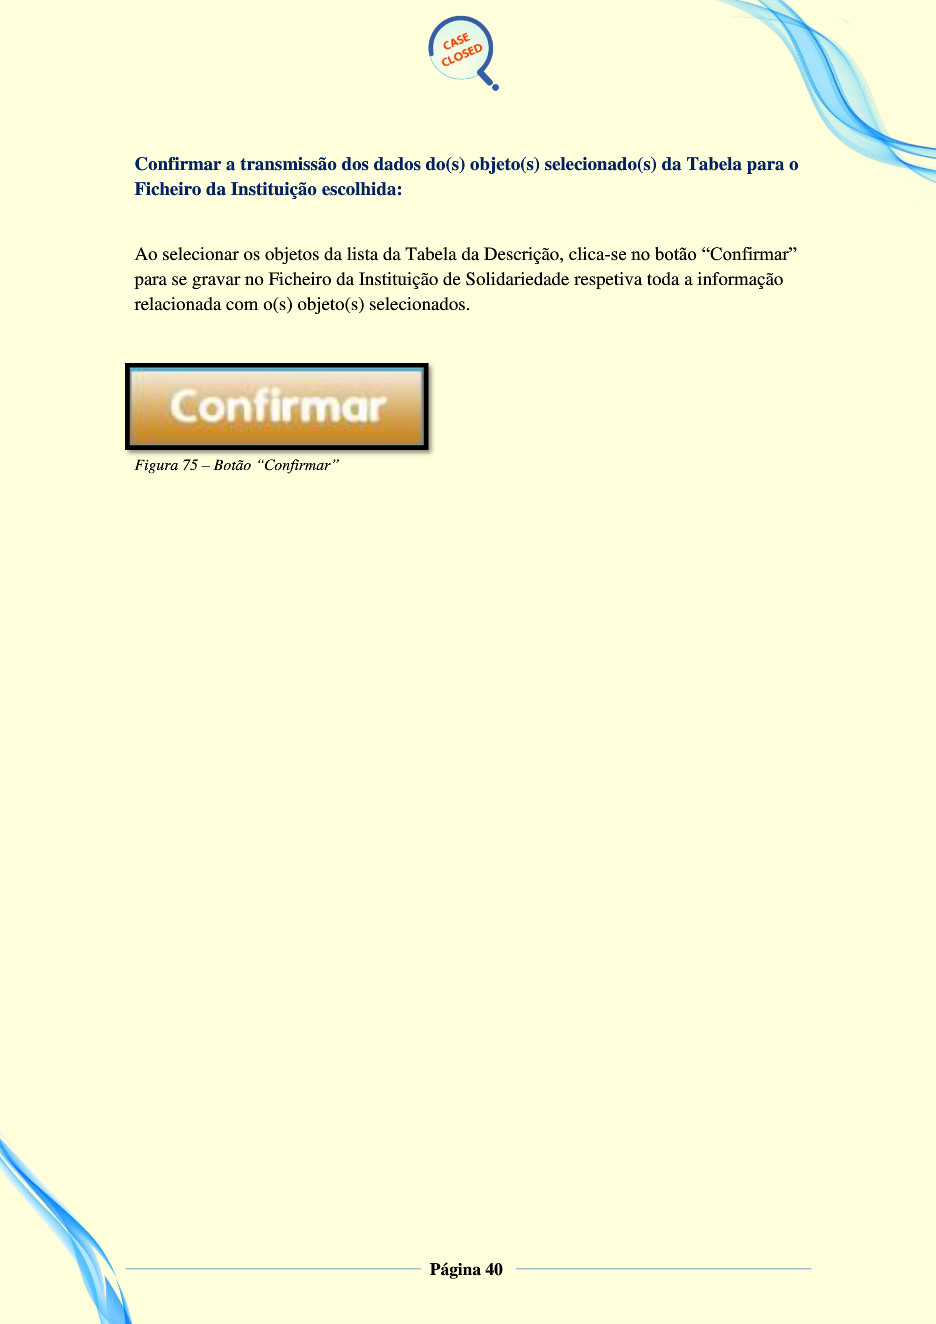 CASE
CLOSED
Confirmar a transmissão dos dados do(s) objeto(s) selecionado(s) da Tabela para o
Ficheiro da Instituição escolhida:
Ao selecionar os objetos da lista da Tabela da Descrição, clica-se no botão “Confirmar”
para se gravar no Ficheiro da Instituição de Solidariedade respetiva toda a informação
relacionada com o(s) objeto(s) selecionados.
Confirmar
Figura 75 – Botão “Confirmar”
Página 40